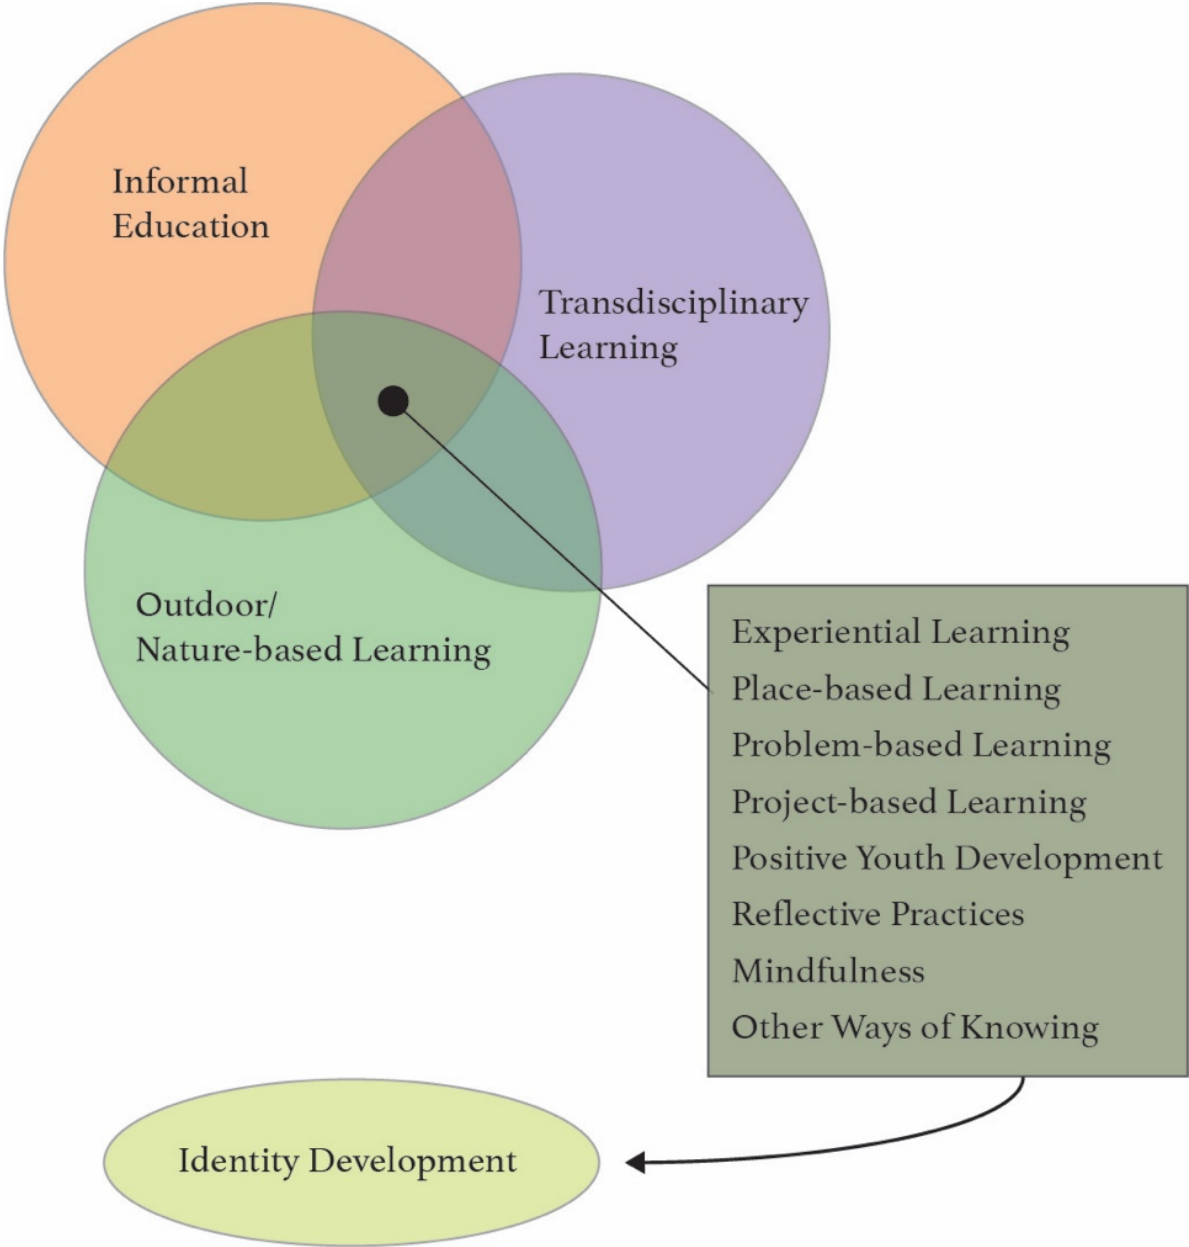 Informal
Education
Transdisciplinary
Learning
Outdoor/
Nature-based Learning
Experiential Learning
Place-based Learning
Problem-based Learning
Project-based Learning
Positive Youth Development
Reflective Practices
Mindfulness
Other Ways of Knowing
Identity Development